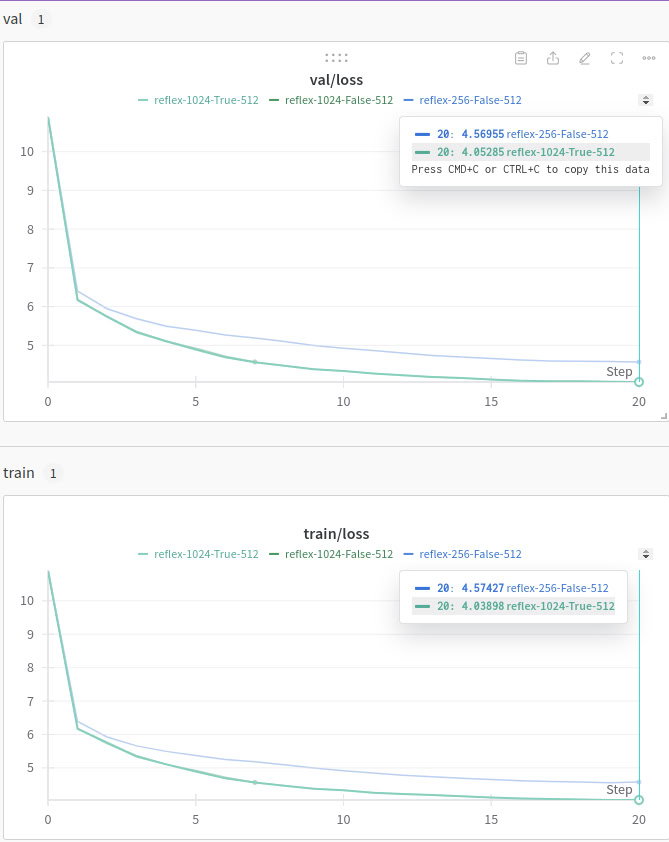 val 1
val/loss
reflex-1024-True-512 reflex-1024-False-512 reflex-256-False-512
20: 4.56955 reflex-256-False-512
20: 4.05285 reflex-1024-True-512
Press CMD+C or CTRL+C to copy this data
10
9
8
7
6
5
Step
0 5 10 15 20
train 1
train/loss
reflex-1024-True-512 reflex-1024-False-512 reflex-256-False-512
20: 4.57427 reflex-256-False-512
20: 4.03898 reflex-1024-True-512
10
9
8
7
6
5
Step
0 5 10 15 20